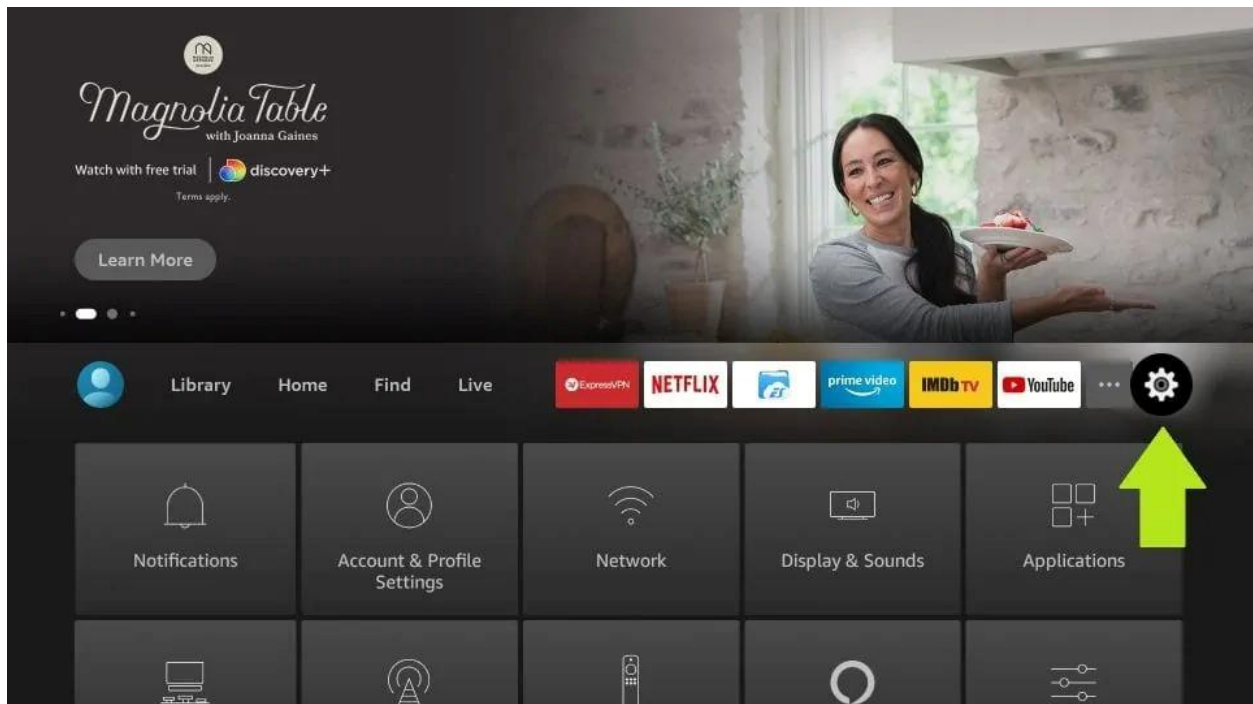 Magnolia Table
with Joanna Gaines
Watch with free trial discovery+
Terms apply.
Learn More
Library Home Find Live ExpressVPN NETFLIX prime video IMDb TV YouTube
Notifications Account & Profile Settings Network Display & Sounds Applications